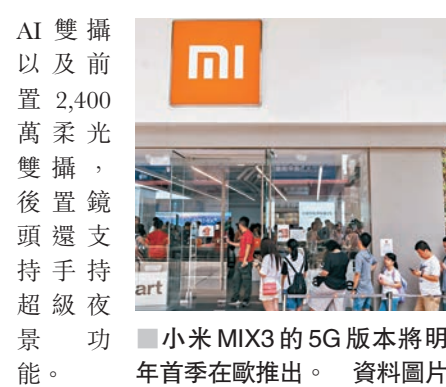 AI 雙攝
以及前
置 2,400
萬柔光
雙攝，
後置鏡
頭還支
持手持
超級夜
景功
能。
mi
art
■小米 MIX3 的 5G 版本將明
年首季在歐推出。 資料圖片